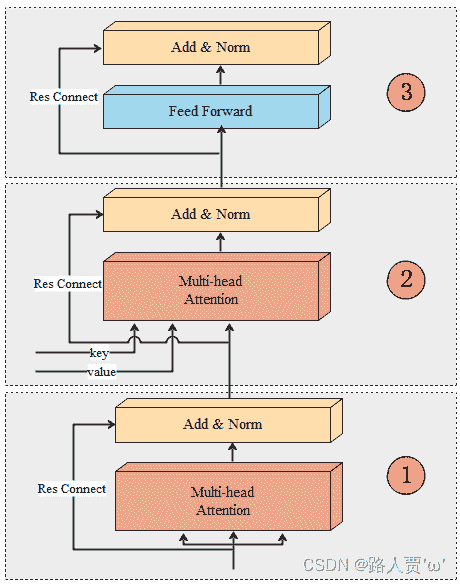 Add & Norm
Res Connect
Feed Forward
3
Add & Norm
Res Connect
Multi-head
Attention
2
key
value
Add & Norm
Res Connect
Multi-head
Attention
1
CSDN @路人贾'ω'